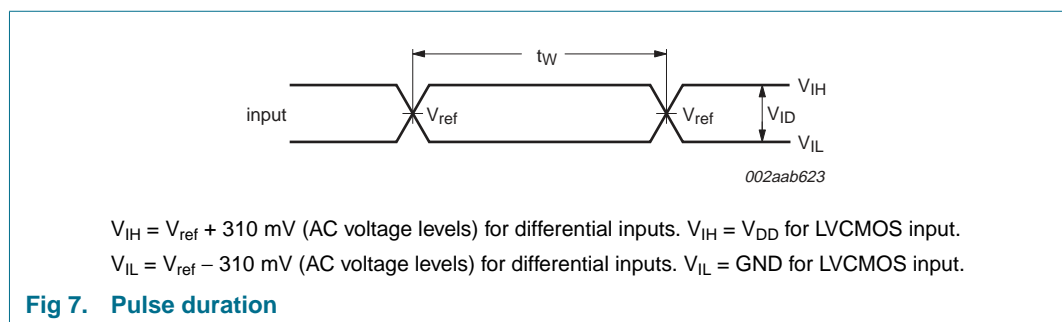 tW
VIH
input
Vref
Vref
VID
VIL
002aab623
VIH = Vref + 310 mV (AC voltage levels) for differential inputs. VIH = VDD for LVCMOS input.
VIL = Vref − 310 mV (AC voltage levels) for differential inputs. VIL = GND for LVCMOS input.
Fig 7. Pulse duration